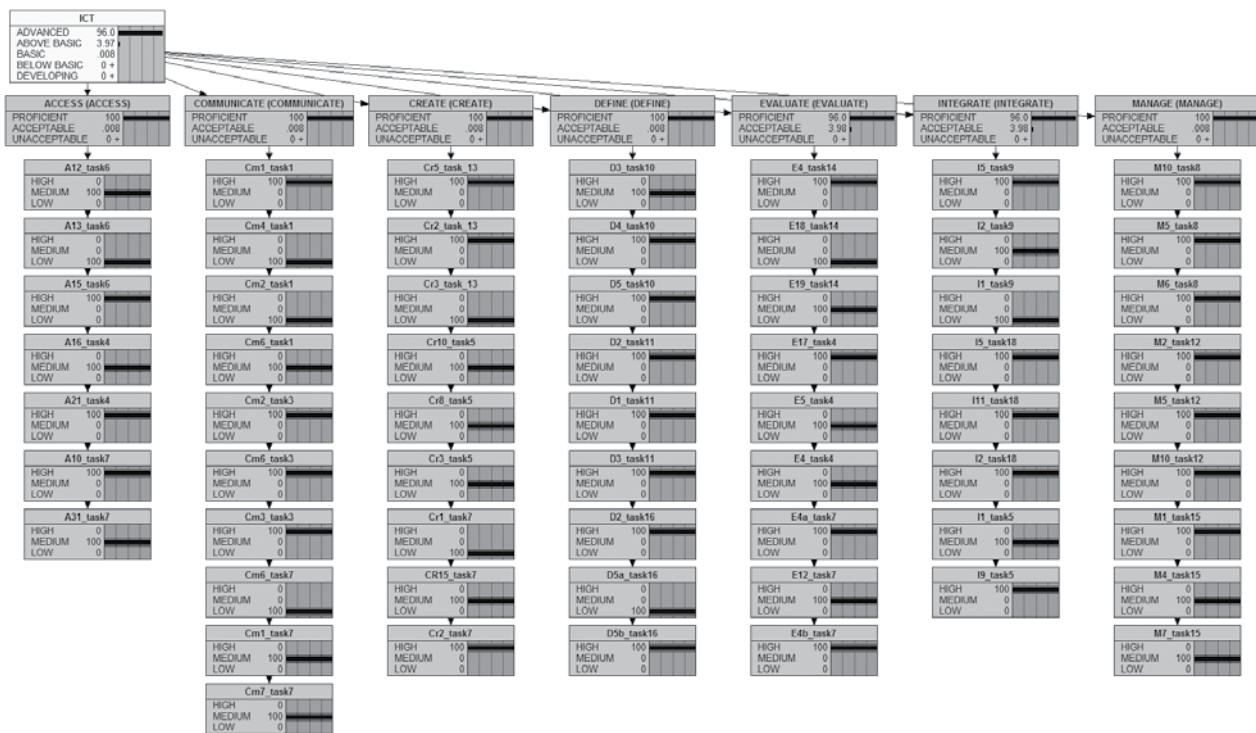 ICT
ADVANCED 96.0
ABOVE BASIC 3.97
BASIC .008
BELOW BASIC 0 +
DEVELOPING 0 +
ACCESS (ACCESS)
PROFICIENT 100
ACCEPTABLE .008
UNACCEPTABLE 0 +
A12_task6
HIGH 0
MEDIUM 100
LOW 0
A13_task6
HIGH 0
MEDIUM 0
LOW 100
A15_task6
HIGH 100
MEDIUM 0
LOW 0
A16_task4
HIGH 0
MEDIUM 100
LOW 0
A21_task4
HIGH 100
MEDIUM 0
LOW 0
A10_task7
HIGH 100
MEDIUM 0
LOW 0
A31_task7
HIGH 0
MEDIUM 100
LOW 0
COMMUNICATE (COMMUNICATE)
PROFICIENT 100
ACCEPTABLE .008
UNACCEPTABLE 0 +
Cm1_task1
HIGH 100
MEDIUM 0
LOW 0
Cm4_task1
HIGH 0
MEDIUM 0
LOW 100
Cm2_task1
HIGH 0
MEDIUM 0
LOW 100
Cm6_task1
HIGH 0
MEDIUM 100
LOW 0
Cm2_task3
HIGH 100
MEDIUM 0
LOW 0
Cm6_task3
HIGH 100
MEDIUM 0
LOW 0
Cm3_task3
HIGH 100
MEDIUM 0
LOW 0
Cm6_task7
HIGH 0
MEDIUM 0
LOW 100
Cm1_task7
HIGH 0
MEDIUM 100
LOW 0
Cm7_task7
HIGH 0
MEDIUM 100
LOW 0
CREATE (CREATE)
PROFICIENT 100
ACCEPTABLE .008
UNACCEPTABLE 0 +
Cr5_task_13
HIGH 100
MEDIUM 0
LOW 0
Cr2_task_13
HIGH 100
MEDIUM 0
LOW 0
Cr3_task_13
HIGH 0
MEDIUM 0
LOW 100
Cr10_task5
HIGH 0
MEDIUM 100
LOW 0
Cr8_task5
HIGH 0
MEDIUM 100
LOW 0
Cr3_task5
HIGH 0
MEDIUM 100
LOW 0
Cr1_task7
HIGH 0
MEDIUM 0
LOW 100
CR15_task7
HIGH 0
MEDIUM 100
LOW 0
Cr2_task7
HIGH 100
MEDIUM 0
LOW 0
DEFINE (DEFINE)
PROFICIENT 100
ACCEPTABLE .008
UNACCEPTABLE 0 +
D3_task10
HIGH 0
MEDIUM 100
LOW 0
D4_task10
HIGH 100
MEDIUM 0
LOW 0
D5_task10
HIGH 100
MEDIUM 0
LOW 0
D2_task11
HIGH 100
MEDIUM 0
LOW 0
D1_task11
HIGH 100
MEDIUM 0
LOW 0
D3_task11
HIGH 100
MEDIUM 0
LOW 0
D2_task16
HIGH 100
MEDIUM 0
LOW 0
D5a_task16
HIGH 0
MEDIUM 0
LOW 100
D5b_task16
HIGH 100
MEDIUM 0
LOW 0
EVALUATE (EVALUATE)
PROFICIENT 96.0
ACCEPTABLE 3.98
UNACCEPTABLE 0 +
E4_task14
HIGH 100
MEDIUM 0
LOW 0
E18_task14
HIGH 0
MEDIUM 0
LOW 100
E19_task14
HIGH 0
MEDIUM 100
LOW 0
E17_task4
HIGH 100
MEDIUM 0
LOW 0
E5_task4
HIGH 0
MEDIUM 100
LOW 0
E4_task4
HIGH 0
MEDIUM 100
LOW 0
E4a_task7
HIGH 100
MEDIUM 0
LOW 0
E12_task7
HIGH 0
MEDIUM 100
LOW 0
E4b_task7
HIGH 100
MEDIUM 0
LOW 0
INTEGRATE (INTEGRATE)
PROFICIENT 96.0
ACCEPTABLE 3.98
UNACCEPTABLE 0 +
I5_task9
HIGH 100
MEDIUM 0
LOW 0
I2_task9
HIGH 0
MEDIUM 100
LOW 0
I1_task9
HIGH 0
MEDIUM 0
LOW 100
I5_task18
HIGH 100
MEDIUM 0
LOW 0
I11_task18
HIGH 100
MEDIUM 0
LOW 0
I2_task18
HIGH 100
MEDIUM 0
LOW 0
I1_task5
HIGH 0
MEDIUM 100
LOW 0
I9_task5
HIGH 100
MEDIUM 0
LOW 0
MANAGE (MANAGE)
PROFICIENT 100
ACCEPTABLE .008
UNACCEPTABLE 0 +
M10_task8
HIGH 100
MEDIUM 0
LOW 0
M5_task8
HIGH 100
MEDIUM 0
LOW 0
M6_task8
HIGH 100
MEDIUM 0
LOW 0
M2_task12
HIGH 100
MEDIUM 0
LOW 0
M5_task12
HIGH 100
MEDIUM 0
LOW 0
M10_task12
HIGH 100
MEDIUM 0
LOW 0
M1_task15
HIGH 100
MEDIUM 0
LOW 0
M4_task15
HIGH 0
MEDIUM 100
LOW 0
M7_task15
HIGH 0
MEDIUM 100
LOW 0